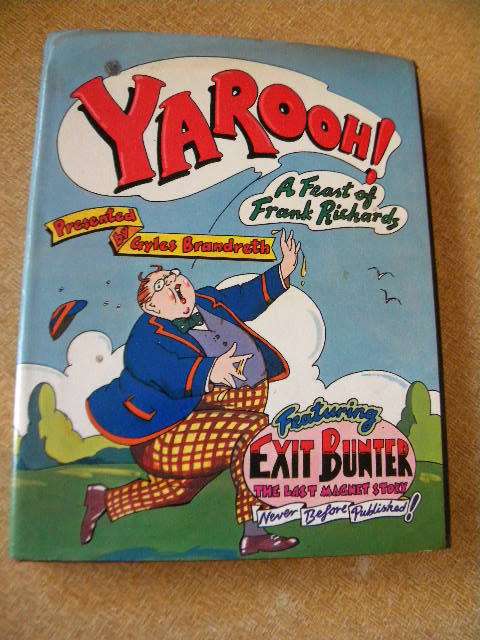 YAROOH!
A Feast of
Frank Richards
Presented
By
Gyles Brandreth
Featuring
EXIT BUNTER
THE LAST MAGNET STORY
Never Before Published!